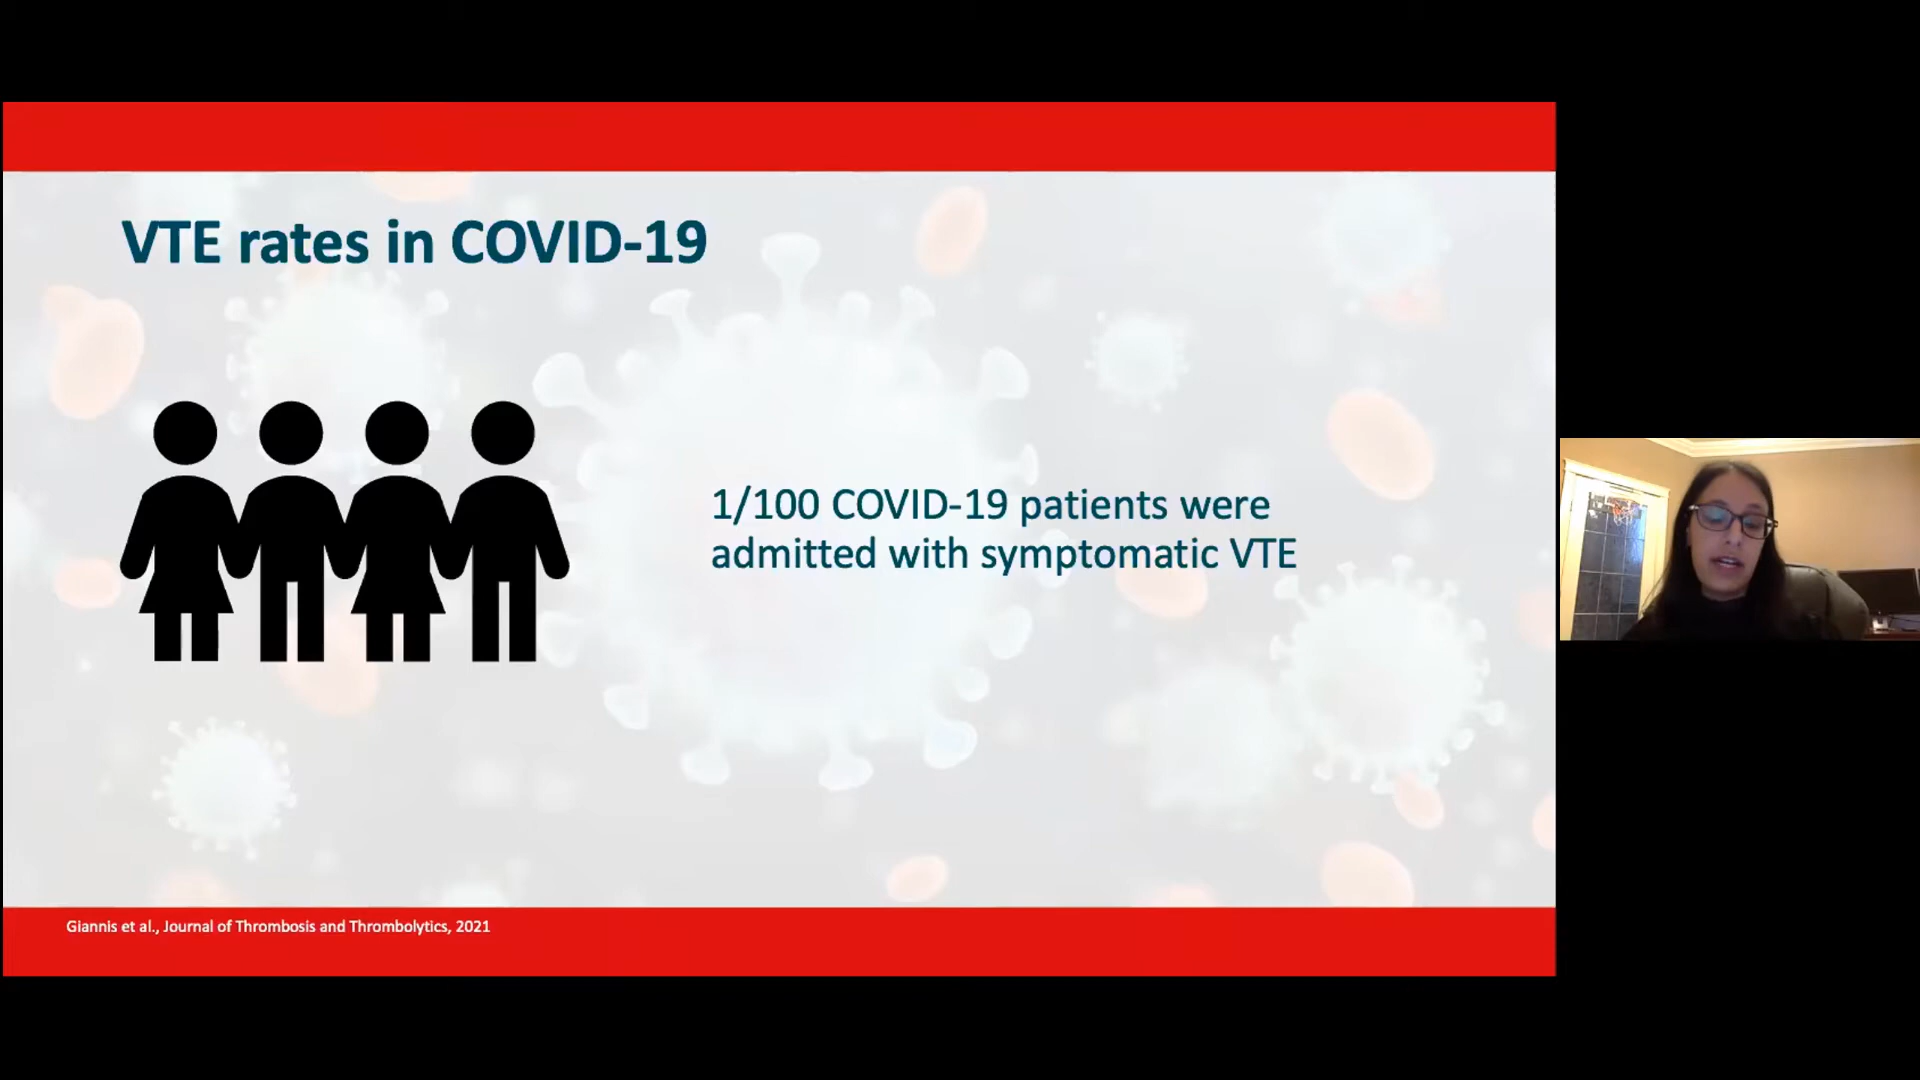 VTE rates in COVID-19
1/100 COVID-19 patients were
admitted with symptomatic VTE
Giannis et al., Journal of Thrombosis and Thrombolytics, 2021